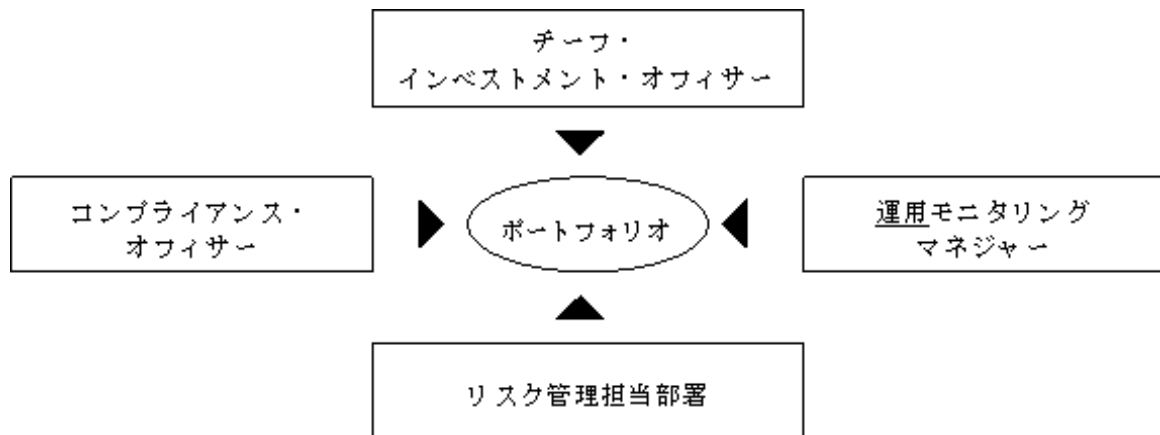 チーフ・
インベストメント・オフィサー
コンプライアンス・
オフィサー
ポートフォリオ
運用モニタリング
マネジャー
リスク管理担当部署